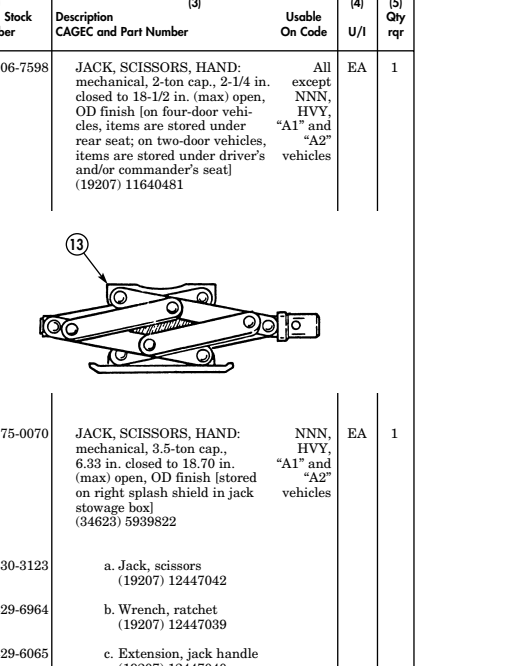 (3) (4) (5)
Stock Description Usable Qty
ber CAGEC and Part Number On Code U/I rqr
06-7598 JACK, SCISSORS, HAND: All EA 1
mechanical, 2-ton cap., 2-1/4 in. except
closed to 18-1/2 in. (max) open, NNN,
OD finish [on four-door vehi- HVY,
cles, items are stored under “A1” and
rear seat; on two-door vehicles, “A2”
items are stored under driver’s vehicles
and/or commander’s seat]
(19207) 11640481
13
75-0070 JACK, SCISSORS, HAND: NNN, EA 1
mechanical, 3.5-ton cap., HVY,
6.33 in. closed to 18.70 in. “A1” and
(max) open, OD finish [stored “A2”
on right splash shield in jack vehicles
stowage box]
(34623) 5939822
30-3123 a. Jack, scissors
(19207) 12447042
29-6964 b. Wrench, ratchet
(19207) 12447039
29-6065 c. Extension, jack handle